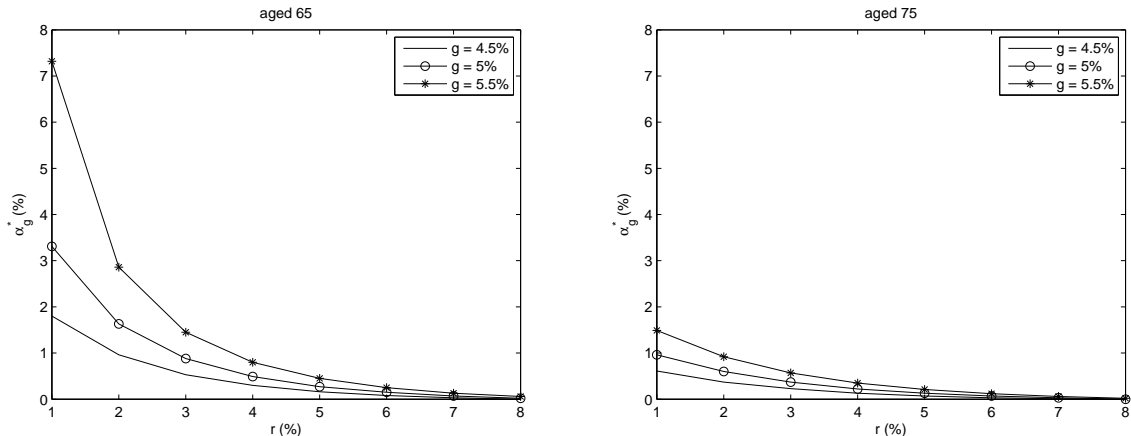 aged 65
8
7
6
5
4
3
2
1
0
α*g (%)
1 2 3 4 5 6 7 8
r (%)
g = 4.5%
g = 5%
g = 5.5%
aged 75
8
7
6
5
4
3
2
1
0
α*g (%)
1 2 3 4 5 6 7 8
r (%)
g = 4.5%
g = 5%
g = 5.5%